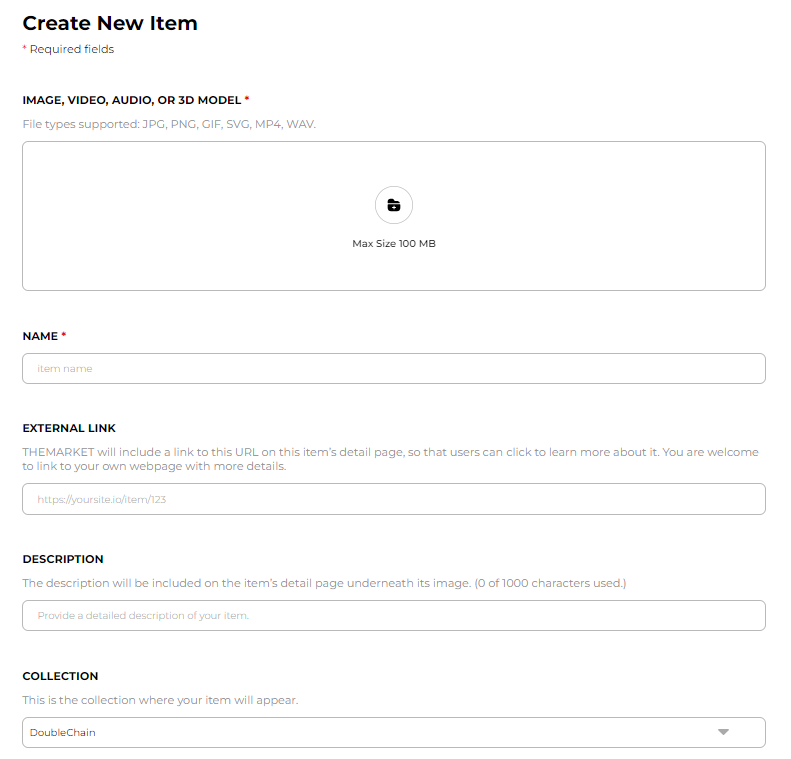 Create New Item
* Required fields
IMAGE, VIDEO, AUDIO, OR 3D MODEL *
File types supported: JPG, PNG, GIF, SVG, MP4, WAV.
Max Size 100 MB
NAME *
item name
EXTERNAL LINK
THEMARKET will include a link to this URL on this item’s detail page, so that users can click to learn more about it. You are welcome
to link to your own webpage with more details.
https://yoursite.io/item/123
DESCRIPTION
The description will be included on the item’s detail page underneath its image. (0 of 1000 characters used.)
Provide a detailed description of your item.
COLLECTION
This is the collection where your item will appear.
DoubleChain